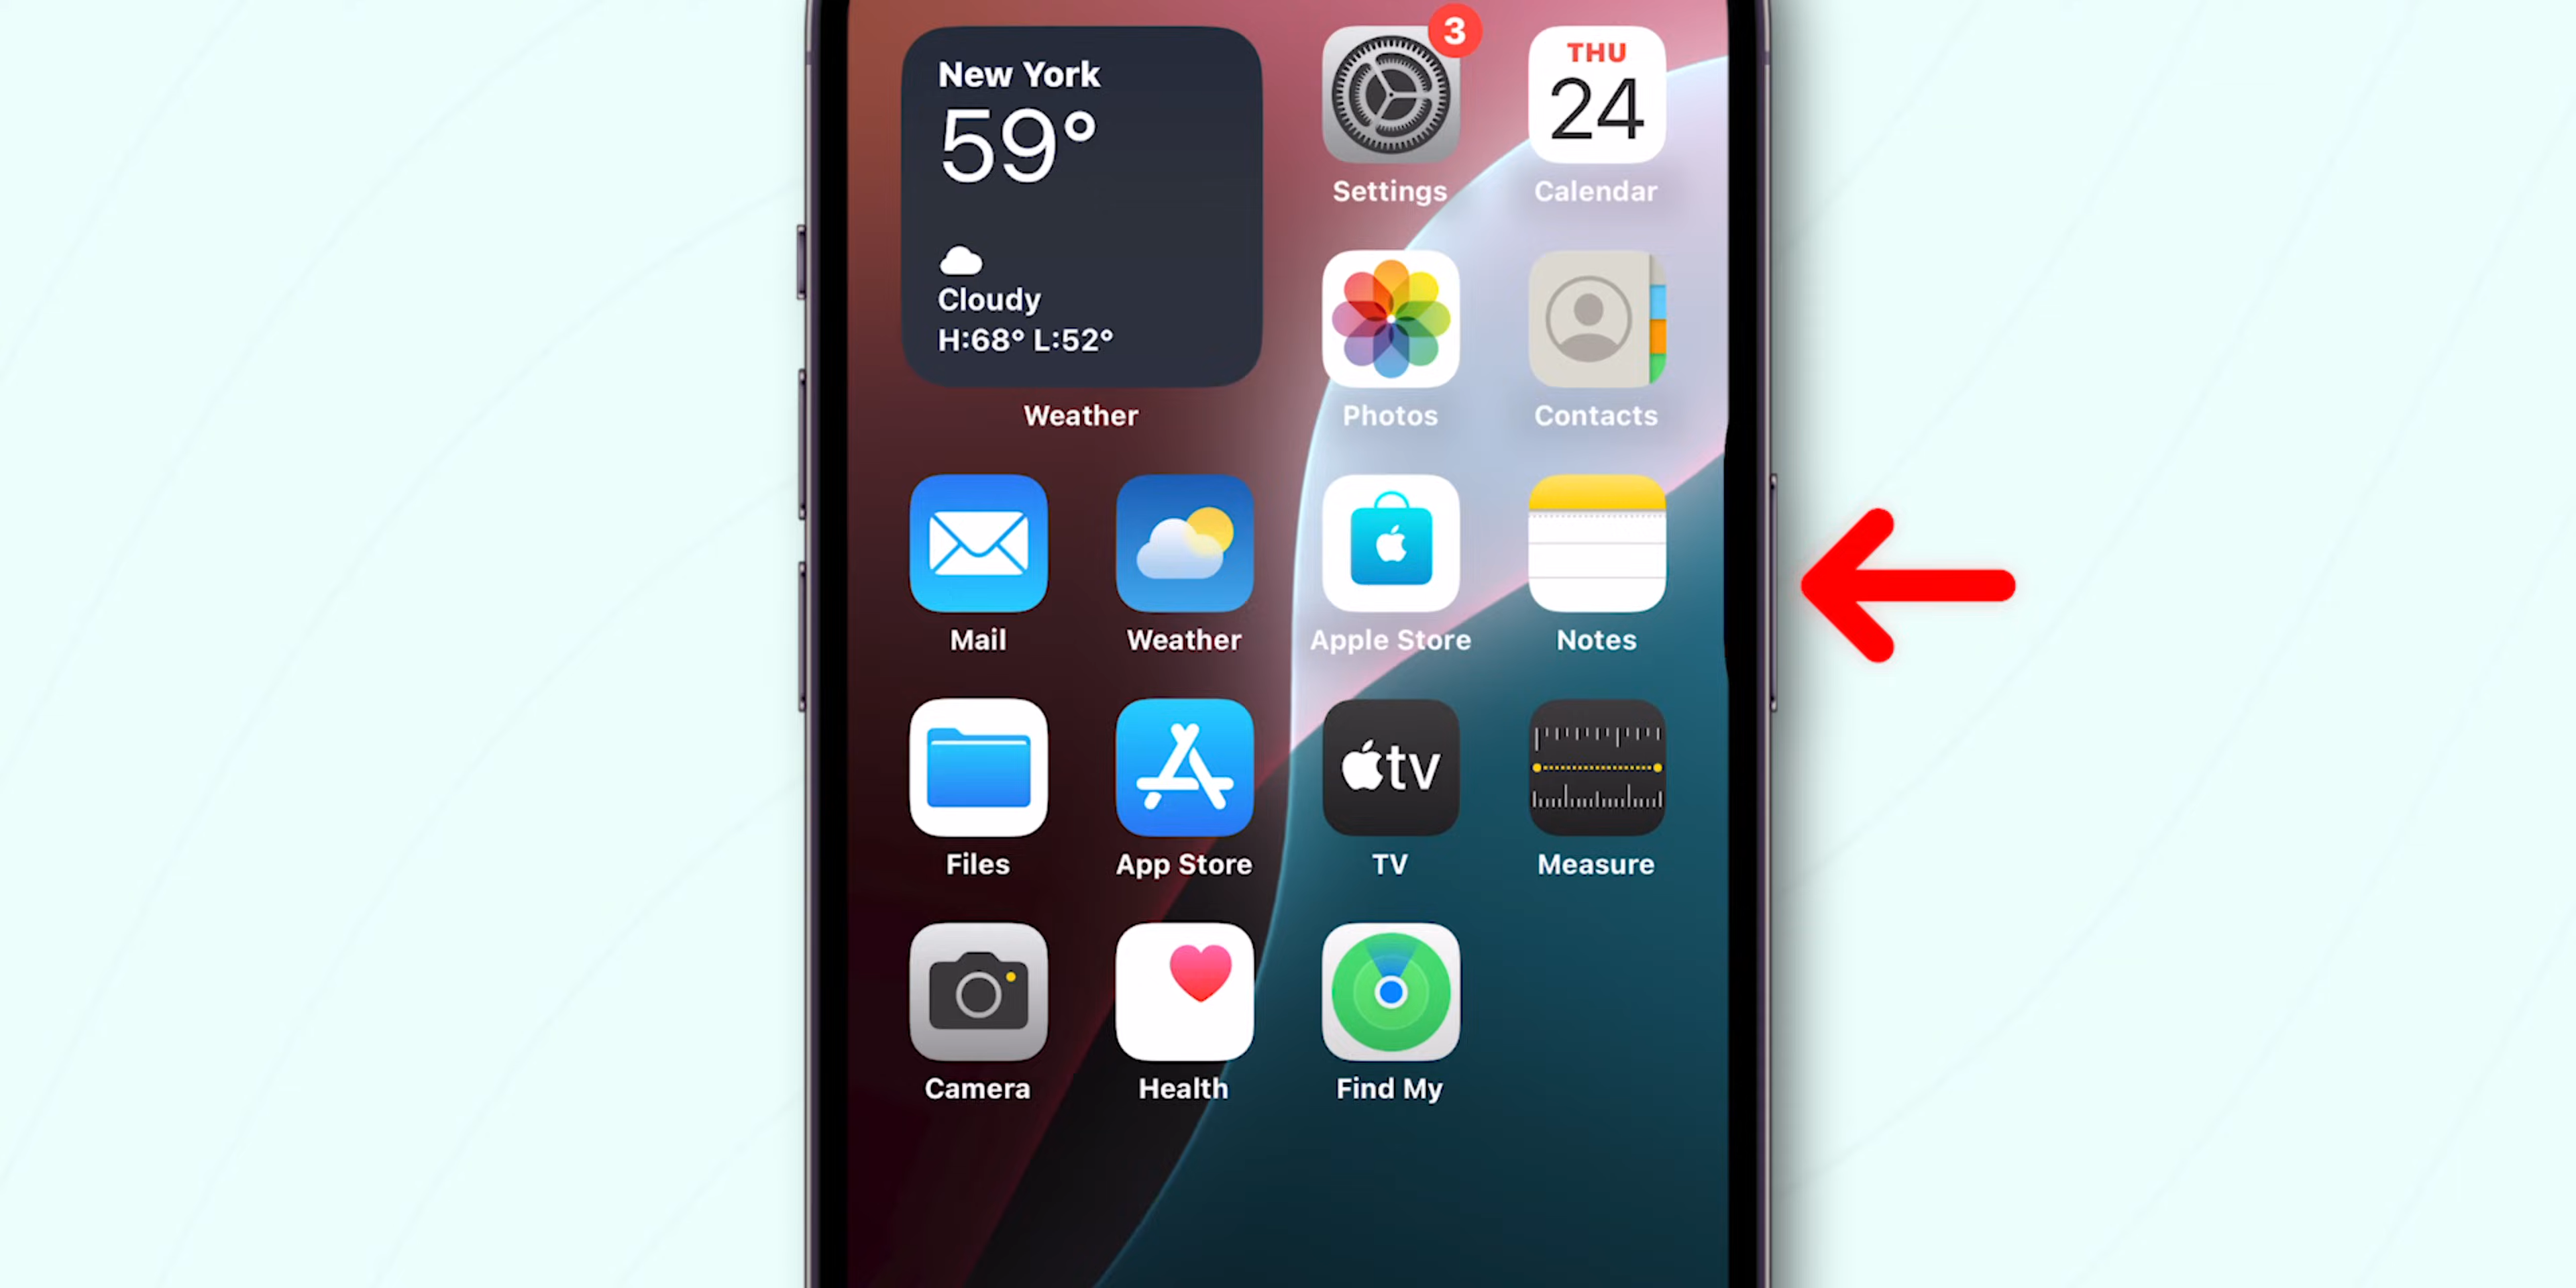 New York
59°
Cloudy
H:68° L:52°
Weather
3
Settings
THU
24
Calendar
Photos
Contacts
Mail
Weather
Apple Store
Notes
Files
App Store
tv
TV
Measure
Camera
Health
Find My